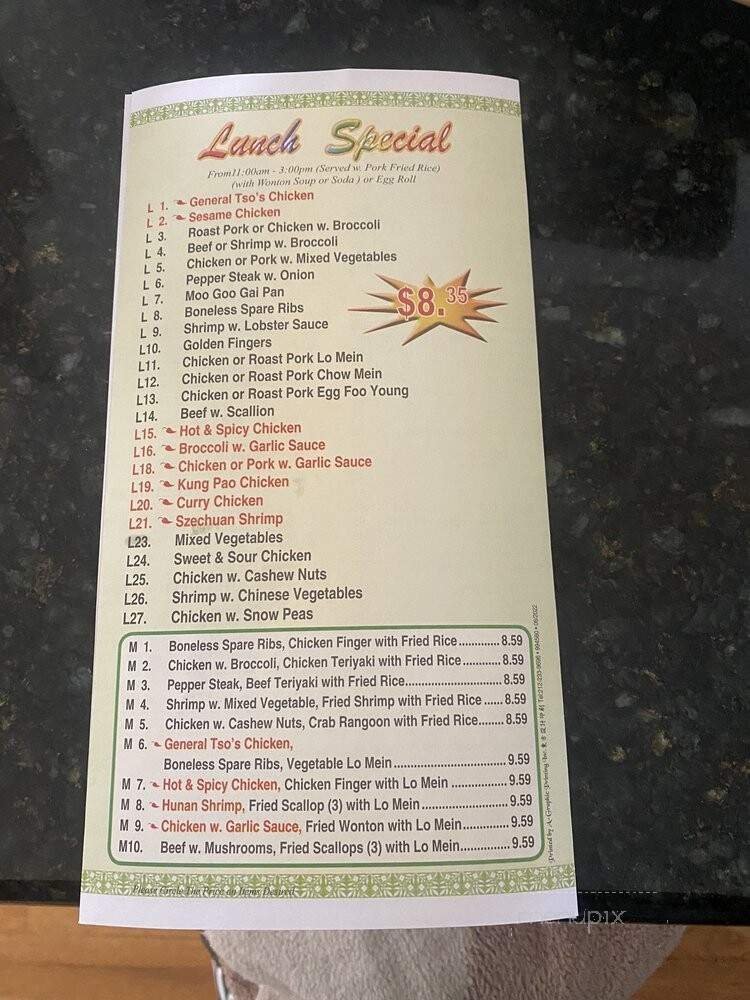 Lunch Special
From11:00am - 3:00pm (Served w. Pork Fried Rice)
(with Wonton Soup or Soda ) or Egg Roll
L 1. General Tso's Chicken
L 2. Sesame Chicken
L 3. Roast Pork or Chicken w. Broccoli
L 4. Beef or Shrimp w. Broccoli
L 5. Chicken or Pork w. Mixed Vegetables
L 6. Pepper Steak w. Onion
L 7. Moo Goo Gai Pan
L 8. Boneless Spare Ribs
L 9. Shrimp w. Lobster Sauce
L10. Golden Fingers
L11. Chicken or Roast Pork Lo Mein
L12. Chicken or Roast Pork Chow Mein
L13. Chicken or Roast Pork Egg Foo Young
L14. Beef w. Scallion
L15. Hot & Spicy Chicken
L16. Broccoli w. Garlic Sauce
L18. Chicken or Pork w. Garlic Sauce
L19. Kung Pao Chicken
L20. Curry Chicken
L21. Szechuan Shrimp
L23. Mixed Vegetables
L24. Sweet & Sour Chicken
L25. Chicken w. Cashew Nuts
L26. Shrimp w. Chinese Vegetables
L27. Chicken w. Snow Peas
$8.35
M 1. Boneless Spare Ribs, Chicken Finger with Fried Rice............. 8.59
M 2. Chicken w. Broccoli, Chicken Teriyaki with Fried Rice............ 8.59
M 3. Pepper Steak, Beef Teriyaki with Fried Rice............................ 8.59
M 4. Shrimp w. Mixed Vegetable, Fried Shrimp with Fried Rice ...... 8.59
M 5. Chicken w. Cashew Nuts, Crab Rangoon with Fried Rice........ 8.59
M 6. General Tso's Chicken,
Boneless Spare Ribs, Vegetable Lo Mein................................. 9.59
M 7. Hot & Spicy Chicken, Chicken Finger with Lo Mein ................. 9.59
M 8. Hunan Shrimp, Fried Scallop (3) with Lo Mein......................... 9.59
M 9. Chicken w. Garlic Sauce, Fried Wonton with Lo Mein.............. 9.59
M10. Beef w. Mushrooms, Fried Scallops (3) with Lo Mein............... 9.59
Please Circle The Price on Items Desired